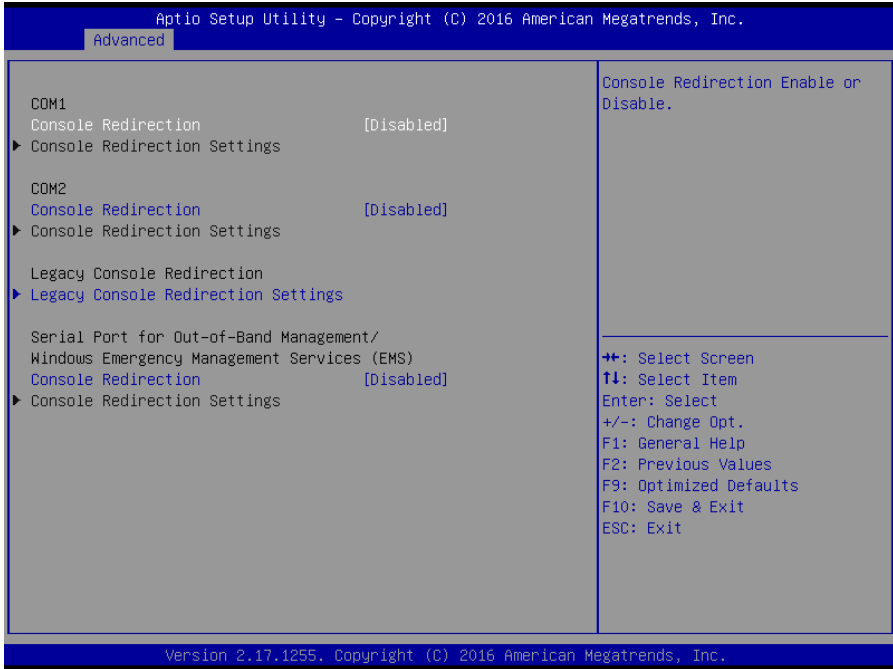 Aptio Setup Utility – Copyright (C) 2016 American Megatrends, Inc.
Advanced
COM1
Console Redirection [Disabled]
Console Redirection Settings
COM2
Console Redirection [Disabled]
Console Redirection Settings
Legacy Console Redirection
Legacy Console Redirection Settings
Serial Port for Out-of-Band Management/
Windows Emergency Management Services (EMS)
Console Redirection [Disabled]
Console Redirection Settings
Console Redirection Enable or
Disable.
→←: Select Screen
↑↓: Select Item
Enter: Select
+/-: Change Opt.
F1: General Help
F2: Previous Values
F9: Optimized Defaults
F10: Save & Exit
ESC: Exit
Version 2.17.1255. Copyright (C) 2016 American Megatrends, Inc.